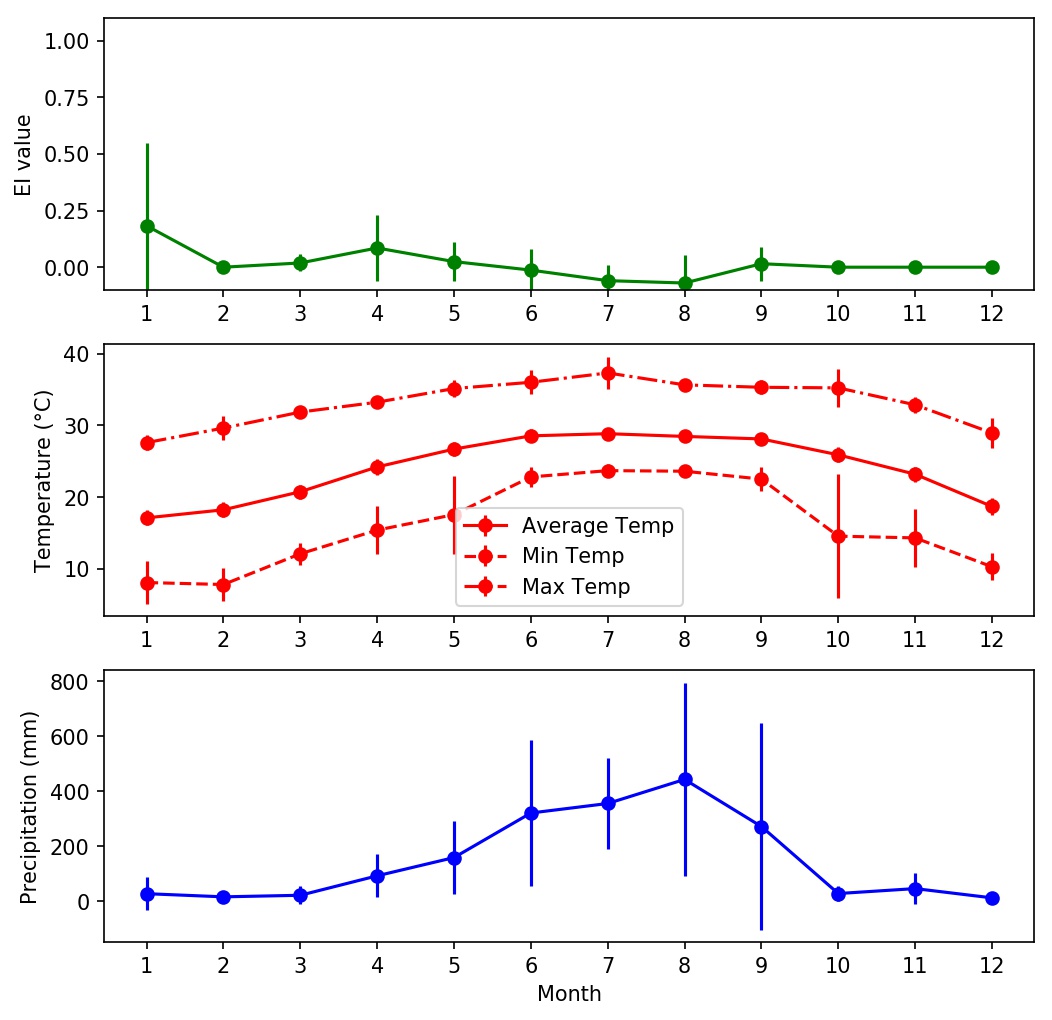 EI value
1.00
0.75
0.50
0.25
0.00
1 2 3 4 5 6 7 8 9 10 11 12
Temperature (°C)
40
30
20
10
Average Temp
Min Temp
Max Temp
1 2 3 4 5 6 7 8 9 10 11 12
Precipitation (mm)
800
600
400
200
0
1 2 3 4 5 6 7 8 9 10 11 12
Month